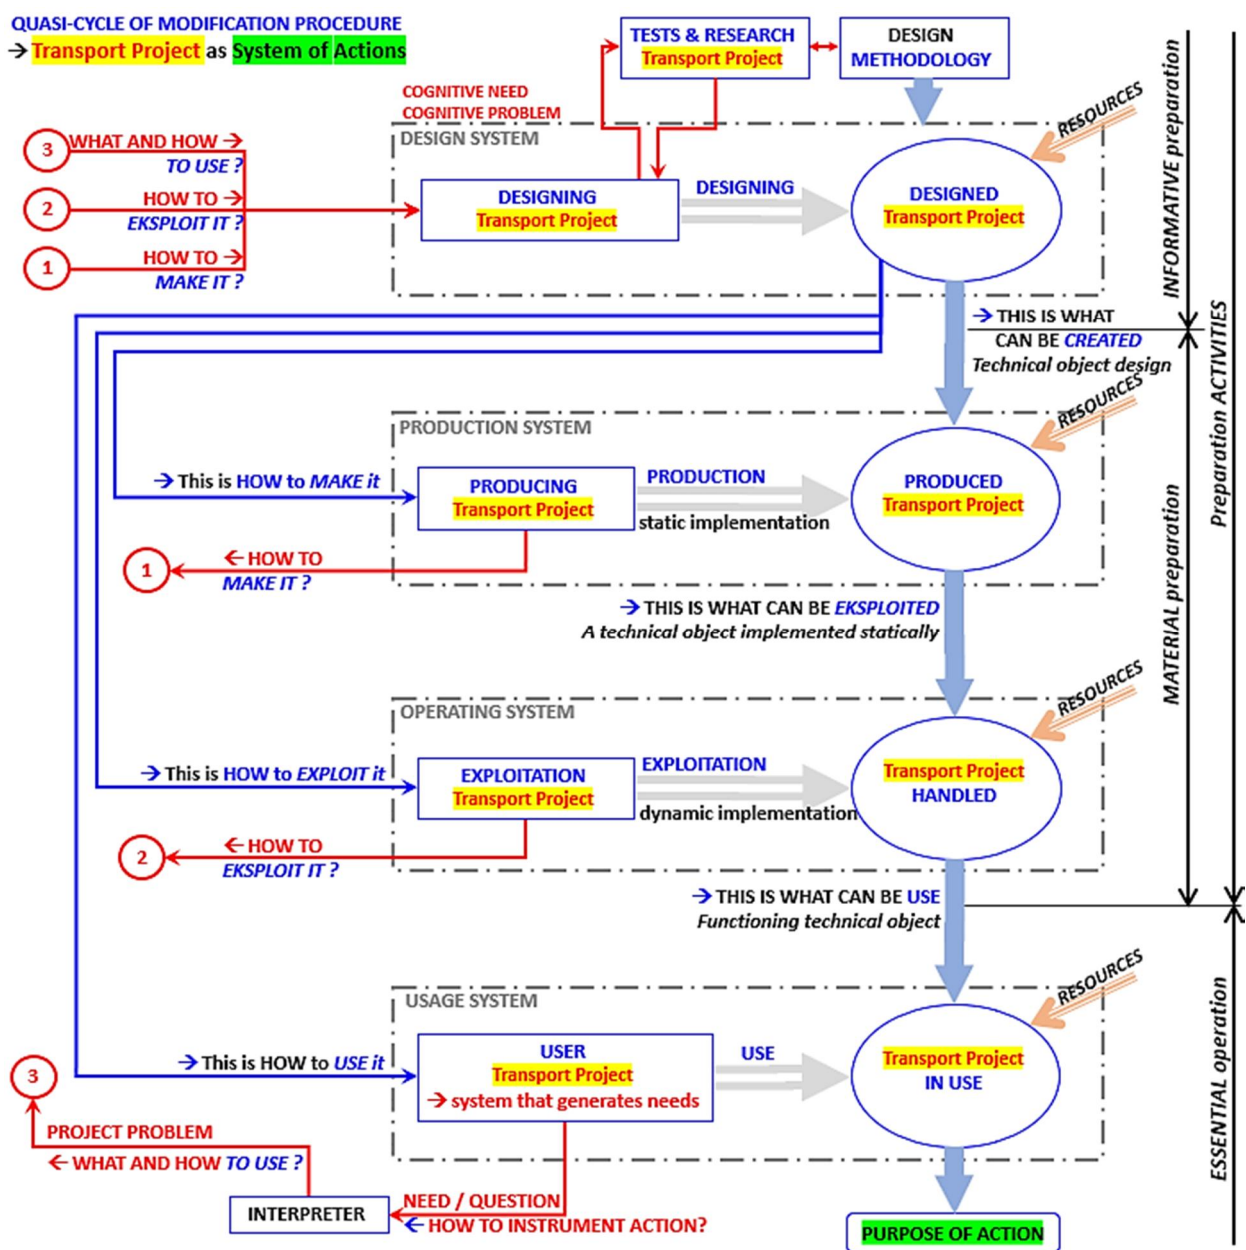 QUASI-CYCLE OF MODIFICATION PROCEDURE
→ Transport Project as System of Actions
TESTS & RESEARCH
Transport Project
DESIGN
METHODOLOGY
COGNITIVE NEED
COGNITIVE PROBLEM
RESOURCES
DESIGN SYSTEM
3
WHAT AND HOW →
TO USE ?
2
HOW TO →
EKSPLOIT IT ?
1
HOW TO →
MAKE IT ?
DESIGNING
Transport Project
DESIGNING
DESIGNED
Transport Project
INFORMATIVE preparation
→ THIS IS WHAT
CAN BE CREATED
Technical object design
Preparation ACTIVITIES
RESOURCES
PRODUCTION SYSTEM
→ This is HOW to MAKE it
PRODUCING
Transport Project
PRODUCTION
static implementation
PRODUCED
Transport Project
1
← HOW TO
MAKE IT ?
MATERIAL preparation
→ THIS IS WHAT CAN BE EKSPLOITED
A technical object implemented statically
RESOURCES
OPERATING SYSTEM
→ This is HOW to EXPLOIT it
EXPLOITATION
Transport Project
EXPLOITATION
dynamic implementation
Transport Project
HANDLED
2
← HOW TO
EKSPLOIT IT ?
→ THIS IS WHAT CAN BE USE
Functioning technical object
RESOURCES
USAGE SYSTEM
→ This is HOW to USE it
USER
Transport Project
→ system that generates needs
USE
Transport Project
IN USE
3
PROJECT PROBLEM
← WHAT AND HOW TO USE ?
ESSENTIAL operation
INTERPRETER
NEED / QUESTION
← HOW TO INSTRUMENT ACTION?
PURPOSE OF ACTION